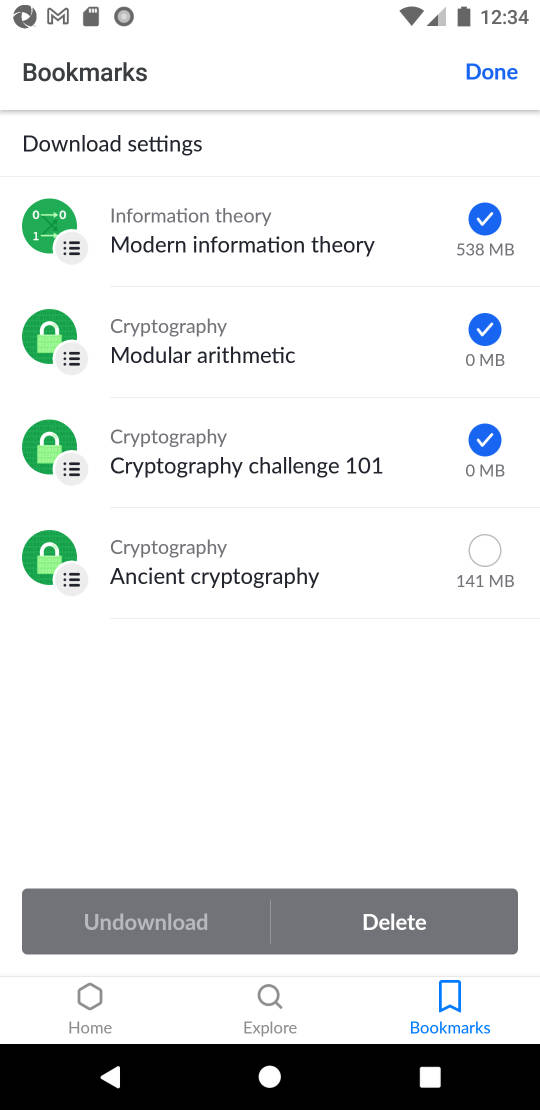 12:34
Bookmarks
Done
Download settings
0→0
1→
Information theory
Modern information theory
538 MB
Cryptography
Modular arithmetic
0 MB
Cryptography
Cryptography challenge 101
0 MB
Cryptography
Ancient cryptography
141 MB
Undownload
Delete
Home
Explore
Bookmarks